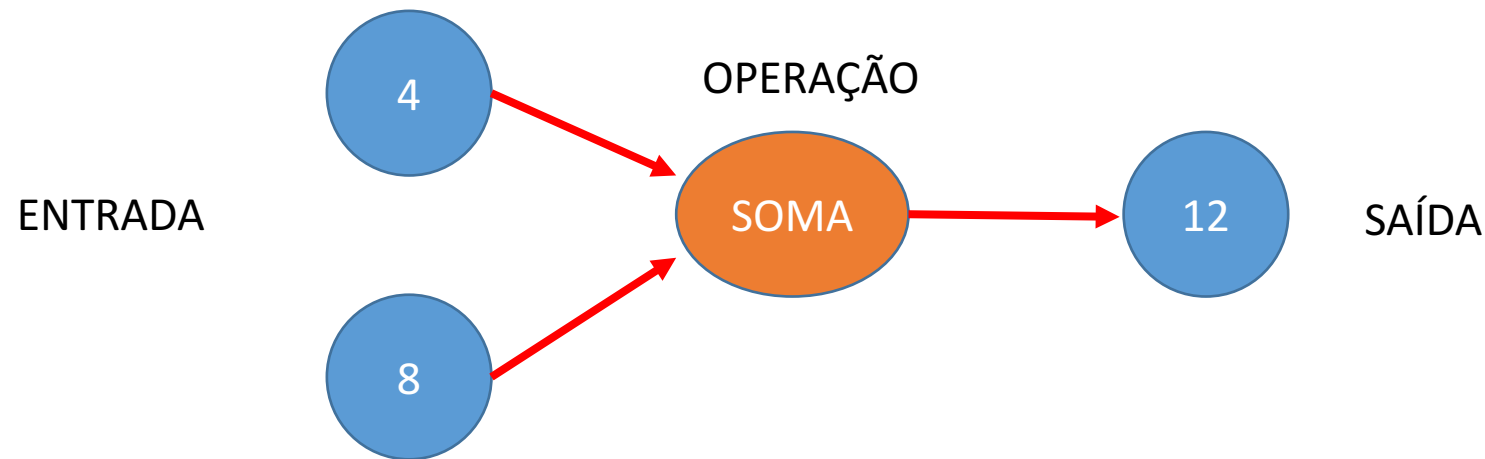 4
OPERAÇÃO
ENTRADA
SOMA
12
SAÍDA
8